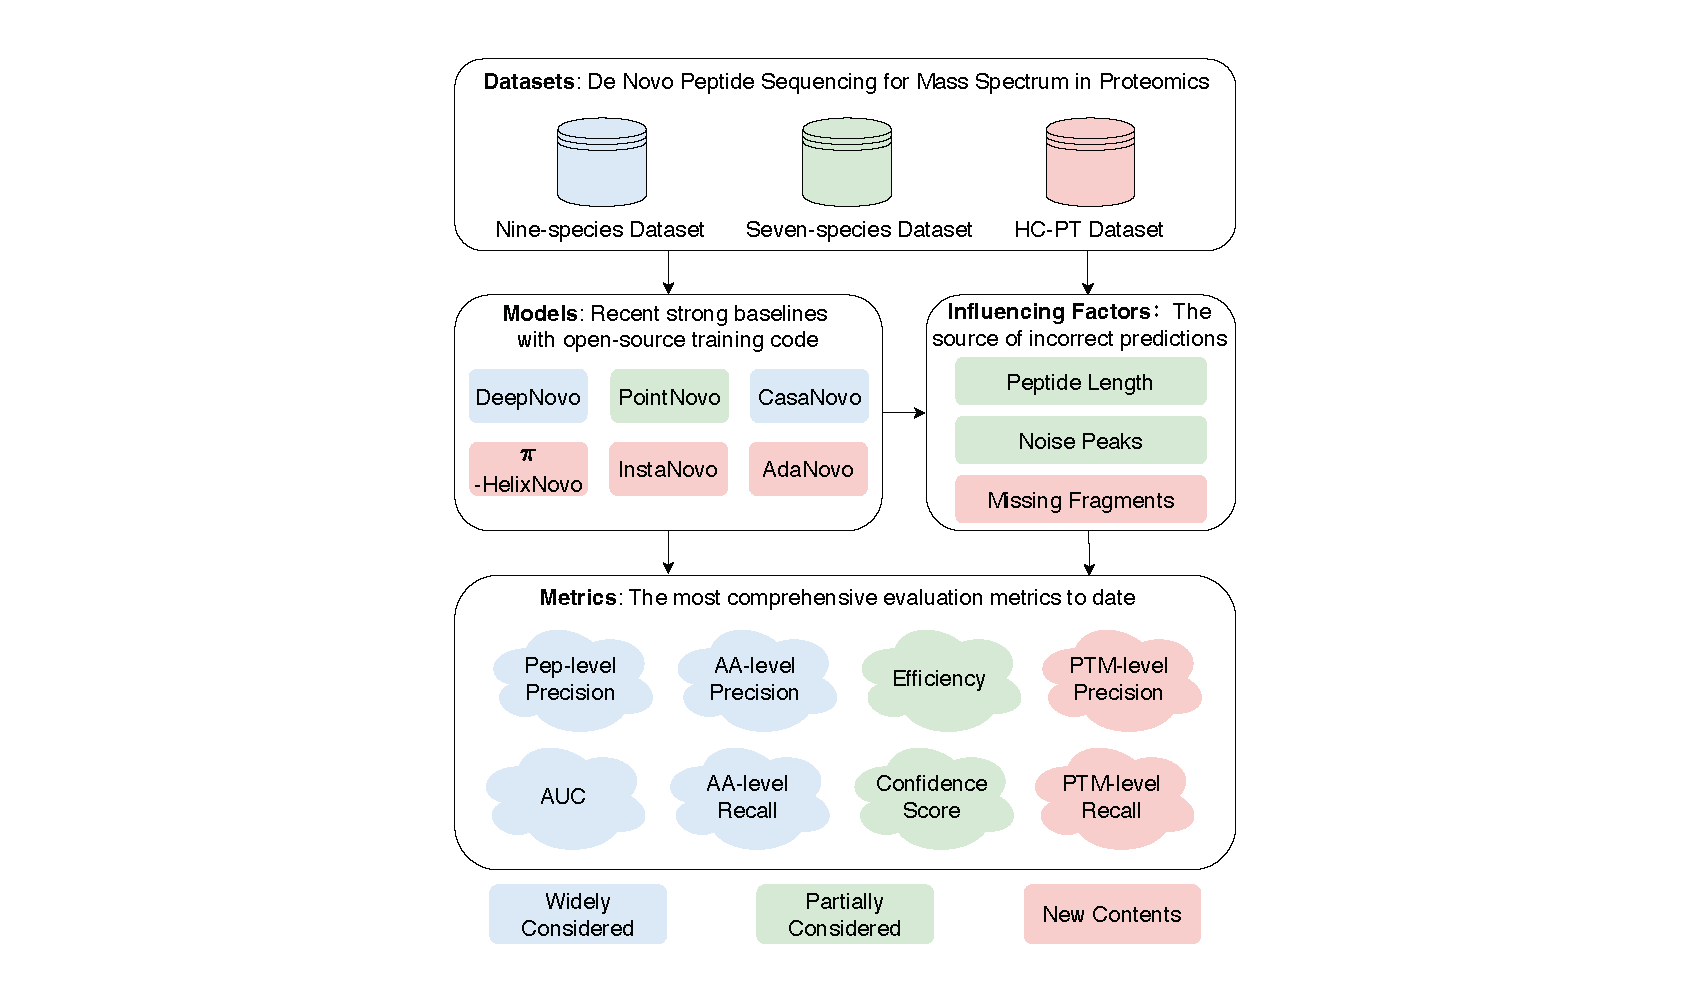 Datasets: De Novo Peptide Sequencing for Mass Spectrum in Proteomics
Nine-species Dataset
Seven-species Dataset
HC-PT Dataset
Models: Recent strong baselines
with open-source training code
DeepNovo
PointNovo
CasaNovo
π
-HelixNovo
InstaNovo
AdaNovo
Influencing Factors：The
source of incorrect predictions
Peptide Length
Noise Peaks
Missing Fragments
Metrics: The most comprehensive evaluation metrics to date
Pep-level
Precision
AA-level
Precision
Efficiency
PTM-level
Precision
AUC
AA-level
Recall
Confidence
Score
PTM-level
Recall
Widely
Considered
Partially
Considered
New Contents